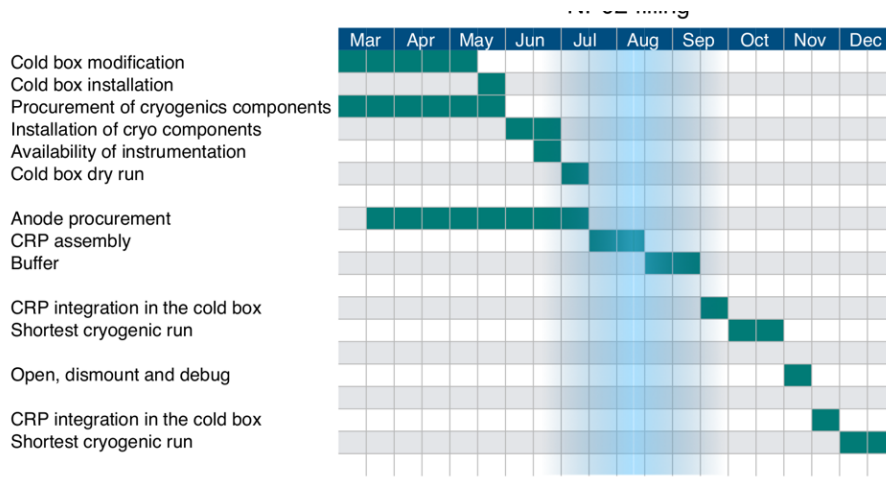 filling
Mar Apr May Jun Jul Aug Sep Oct Nov Dec
Cold box modification
Cold box installation
Procurement of cryogenics components
Installation of cryo components
Availability of instrumentation
Cold box dry run
Anode procurement
CRP assembly
Buffer
CRP integration in the cold box
Shortest cryogenic run
Open, dismount and debug
CRP integration in the cold box
Shortest cryogenic run